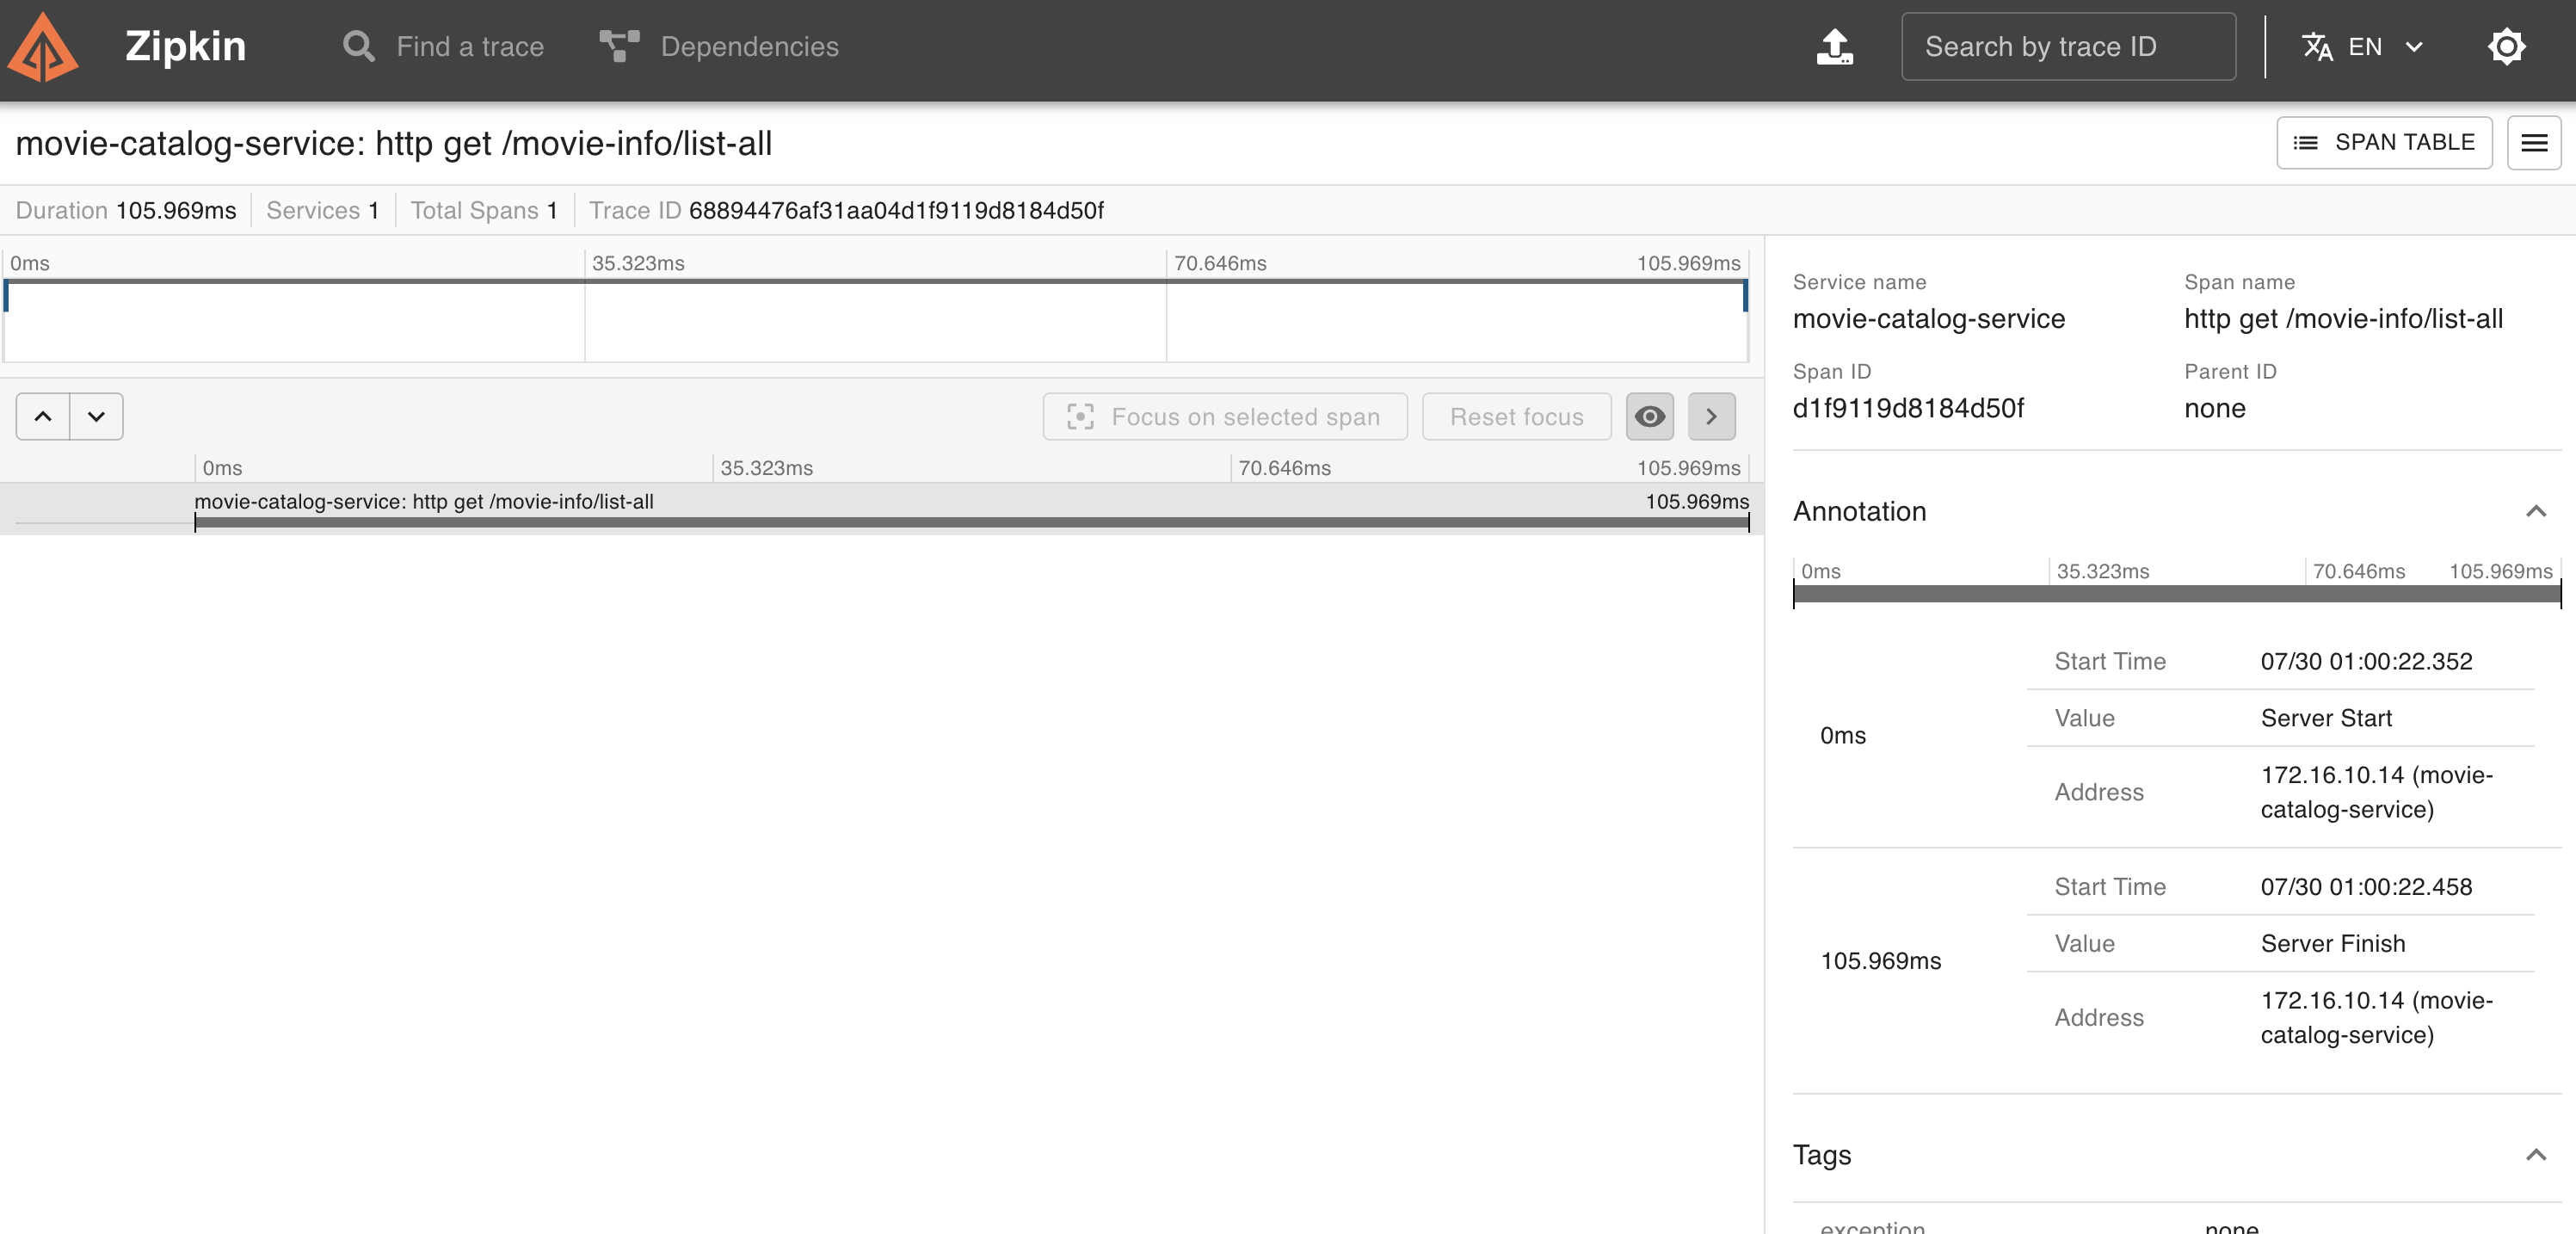 Zipkin
Find a trace
Dependencies
Search by trace ID
EN
movie-catalog-service: http get /movie-info/list-all
SPAN TABLE
Duration 105.969ms
Services 1
Total Spans 1
Trace ID 68894476af31aa04d1f9119d8184d50f
0ms
35.323ms
70.646ms
105.969ms
Focus on selected span
Reset focus
0ms
35.323ms
70.646ms
105.969ms
movie-catalog-service: http get /movie-info/list-all
105.969ms
Service name
movie-catalog-service
Span name
http get /movie-info/list-all
Span ID
d1f9119d8184d50f
Parent ID
none
Annotation
0ms
35.323ms
70.646ms
105.969ms
0ms
Start Time
07/30 01:00:22.352
Value
Server Start
Address
172.16.10.14 (movie-
catalog-service)
105.969ms
Start Time
07/30 01:00:22.458
Value
Server Finish
Address
172.16.10.14 (movie-
catalog-service)
Tags
exception
none